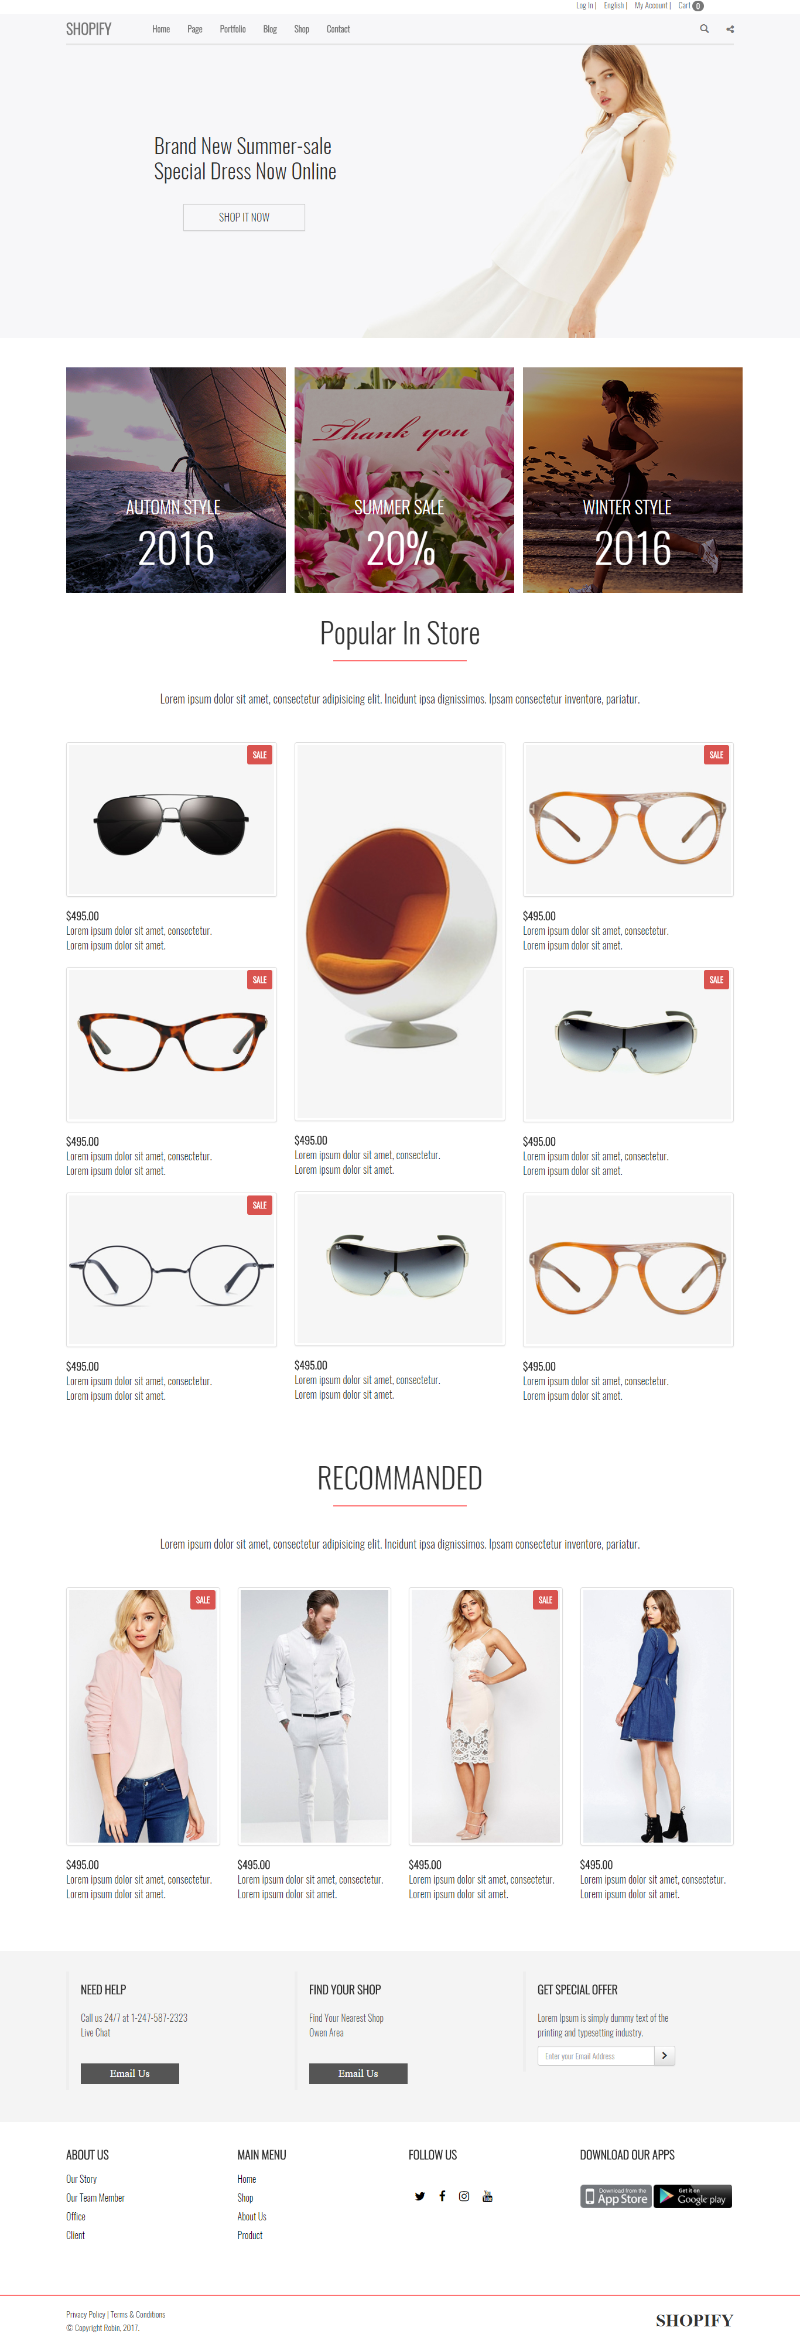 Log In | English | My Account | Cart 0
SHOPIFY Home Page Portfolio Blog Shop Contact
Brand New Summer-sale
Special Dress Now Online
SHOP IT NOW
Thank you
AUTOMN STYLE
2016
SUMMER SALE
20%
WINTER STYLE
2016
Popular In Store
Lorem ipsum dolor sit amet, consectetur adipisicing elit. Incidunt ipsa dignissimos. Ipsam consectetur inventore, pariatur.
SALE
$495.00
Lorem ipsum dolor sit amet, consectetur.
Lorem ipsum dolor sit amet.
SALE
$495.00
Lorem ipsum dolor sit amet, consectetur.
Lorem ipsum dolor sit amet.
SALE
$495.00
Lorem ipsum dolor sit amet, consectetur.
Lorem ipsum dolor sit amet.
$495.00
Lorem ipsum dolor sit amet, consectetur.
Lorem ipsum dolor sit amet.
SALE
$495.00
Lorem ipsum dolor sit amet, consectetur.
Lorem ipsum dolor sit amet.
SALE
$495.00
Lorem ipsum dolor sit amet, consectetur.
Lorem ipsum dolor sit amet.
$495.00
Lorem ipsum dolor sit amet, consectetur.
Lorem ipsum dolor sit amet.
$495.00
Lorem ipsum dolor sit amet, consectetur.
Lorem ipsum dolor sit amet.
RECOMMANDED
Lorem ipsum dolor sit amet, consectetur adipisicing elit. Incidunt ipsa dignissimos. Ipsam consectetur inventore, pariatur.
SALE
$495.00
Lorem ipsum dolor sit amet, consectetur.
Lorem ipsum dolor sit amet.
$495.00
Lorem ipsum dolor sit amet, consectetur.
Lorem ipsum dolor sit amet.
SALE
$495.00
Lorem ipsum dolor sit amet, consectetur.
Lorem ipsum dolor sit amet.
$495.00
Lorem ipsum dolor sit amet, consectetur.
Lorem ipsum dolor sit amet.
NEED HELP
Call us 24/7 at 1-247-587-2323
Live Chat
Email Us
FIND YOUR SHOP
Find Your Nearest Shop
Owen Area
Email Us
GET SPECIAL OFFER
Lorem Ipsum is simply dummy text of the
printing and typesetting industry.
Enter your Email Address
ABOUT US
Our Story
Our Team Member
Office
Client
MAIN MENU
Home
Shop
About Us
Product
FOLLOW US
You Tube
DOWNLOAD OUR APPS
Download from the
App Store
Get it on
Google play
Privacy Policy | Terms & Conditions
© Copyright Robin, 2017.
SHOPIFY